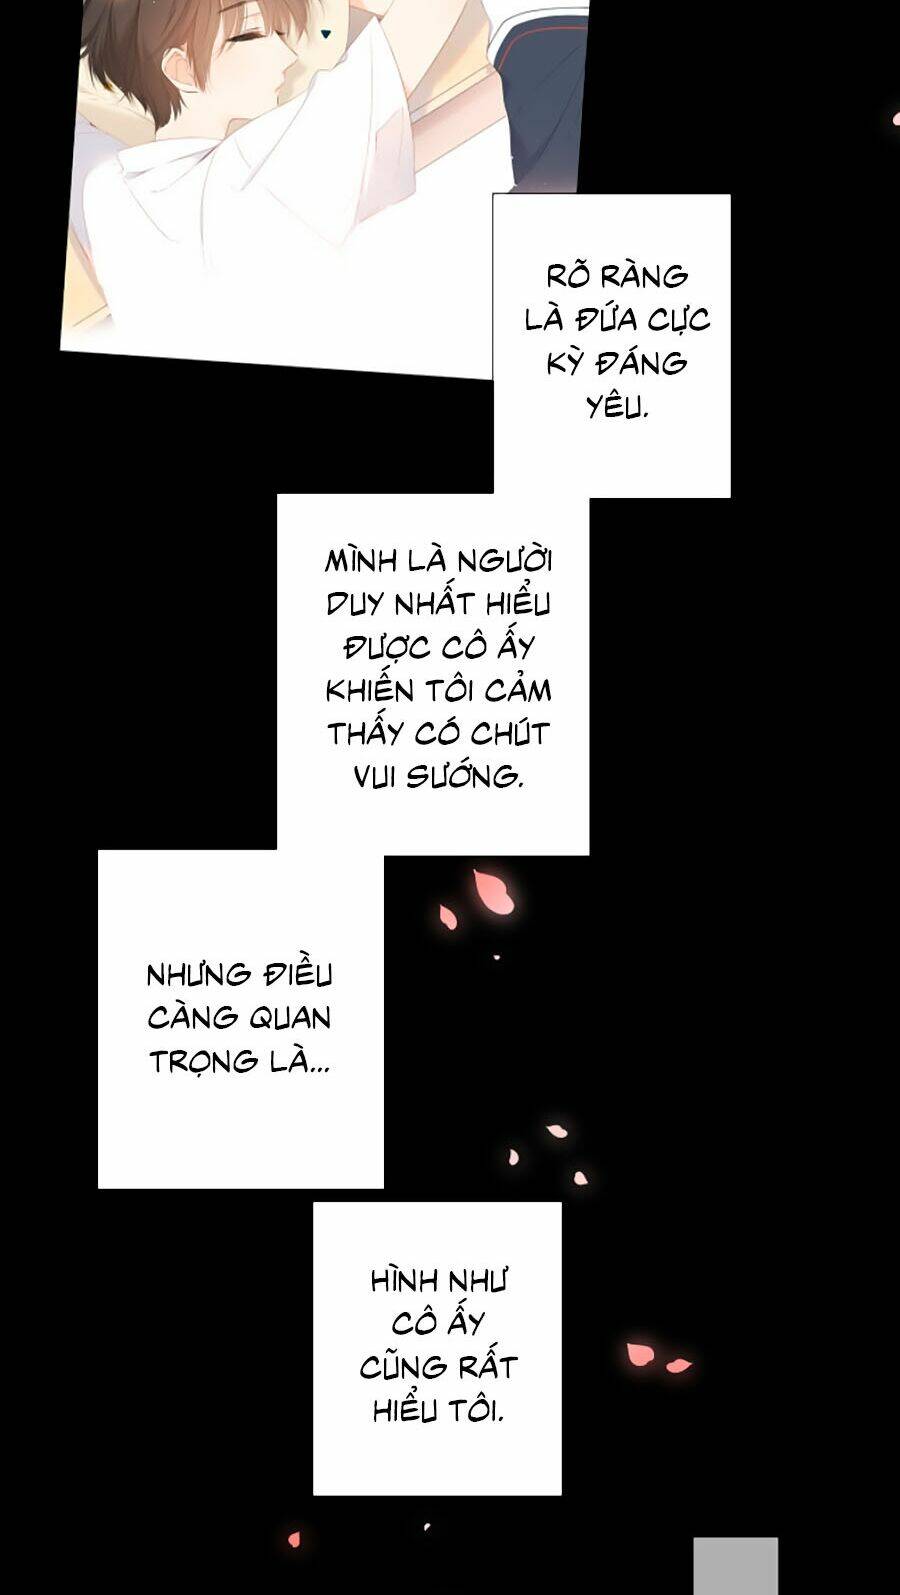 RÕ RÀNG
LÀ ĐỨA CỰC
KỲ ĐÁNG
YÊU.
MÌNH LÀ NGƯỜI
DUY NHẤT HIỂU
ĐƯỢC CÔ ẤY
KHIẾN TÔI CẢM
THẤY CÓ CHÚT
VUI SƯỚNG.
NHƯNG ĐIỀU
CÀNG QUAN
TRỌNG LÀ...
HÌNH NHƯ
CÔ ẤY
CŨNG RẤT
HIỂU TÔI.